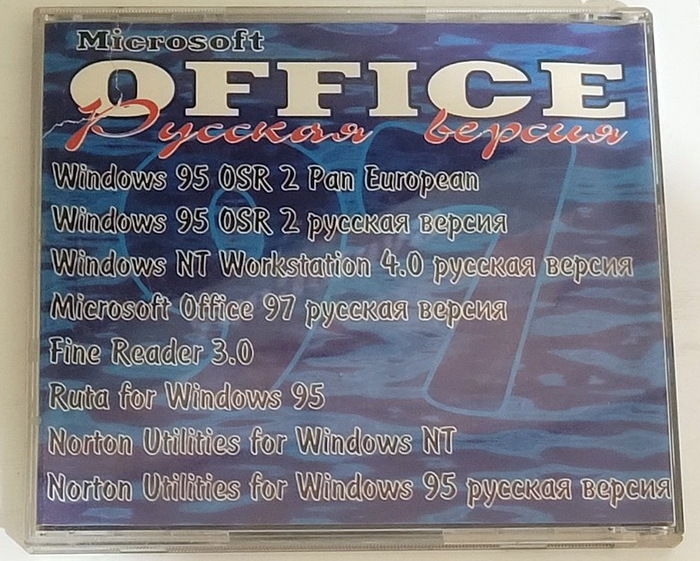 Microsoft
OFFICE
Русская версия
97
Windows 95 OSR 2 Pan European
Windows 95 OSR 2 русская версия
Windows NT Workstation 4.0 русская версия
Microsoft Office 97 русская версия
Fine Reader 3.0
Ruta for Windows 95
Norton Utilities for Windows NT
Norton Utilities for Windows 95 русская версия